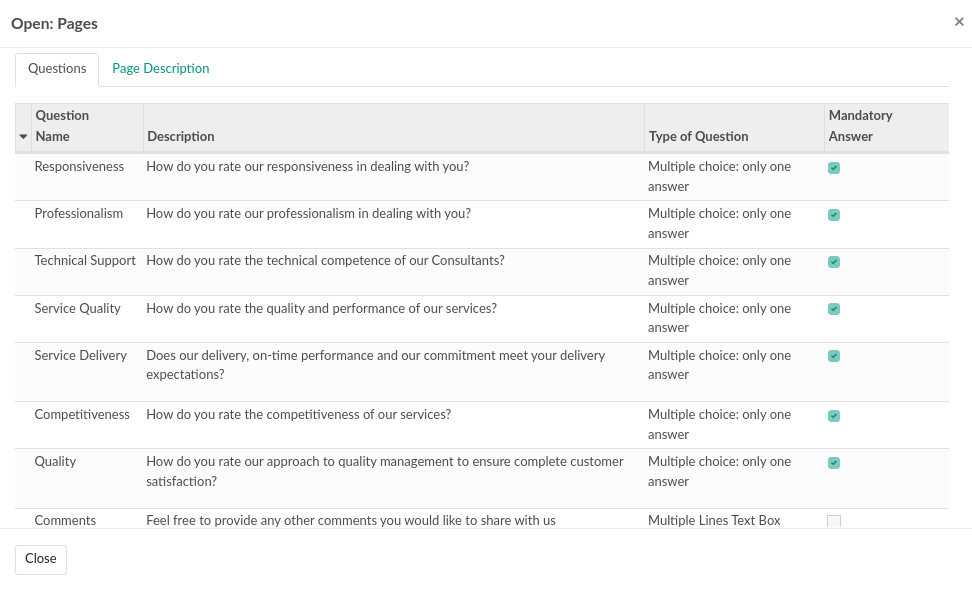 Open: Pages
×
Questions Page Description
Question Name Description Type of Question Mandatory Answer
Responsiveness How do you rate our responsiveness in dealing with you? Multiple choice: only one
answer
Professionalism How do you rate our professionalism in dealing with you? Multiple choice: only one
answer
Technical Support How do you rate the technical competence of our Consultants? Multiple choice: only one
answer
Service Quality How do you rate the quality and performance of our services? Multiple choice: only one
answer
Service Delivery Does our delivery, on-time performance and our commitment meet your delivery Multiple choice: only one
expectations? answer
Competitiveness How do you rate the competitiveness of our services? Multiple choice: only one
answer
Quality How do you rate our approach to quality management to ensure complete customer Multiple choice: only one
satisfaction? answer
Comments Feel free to provide any other comments you would like to share with us Multiple Lines Text Box
Close